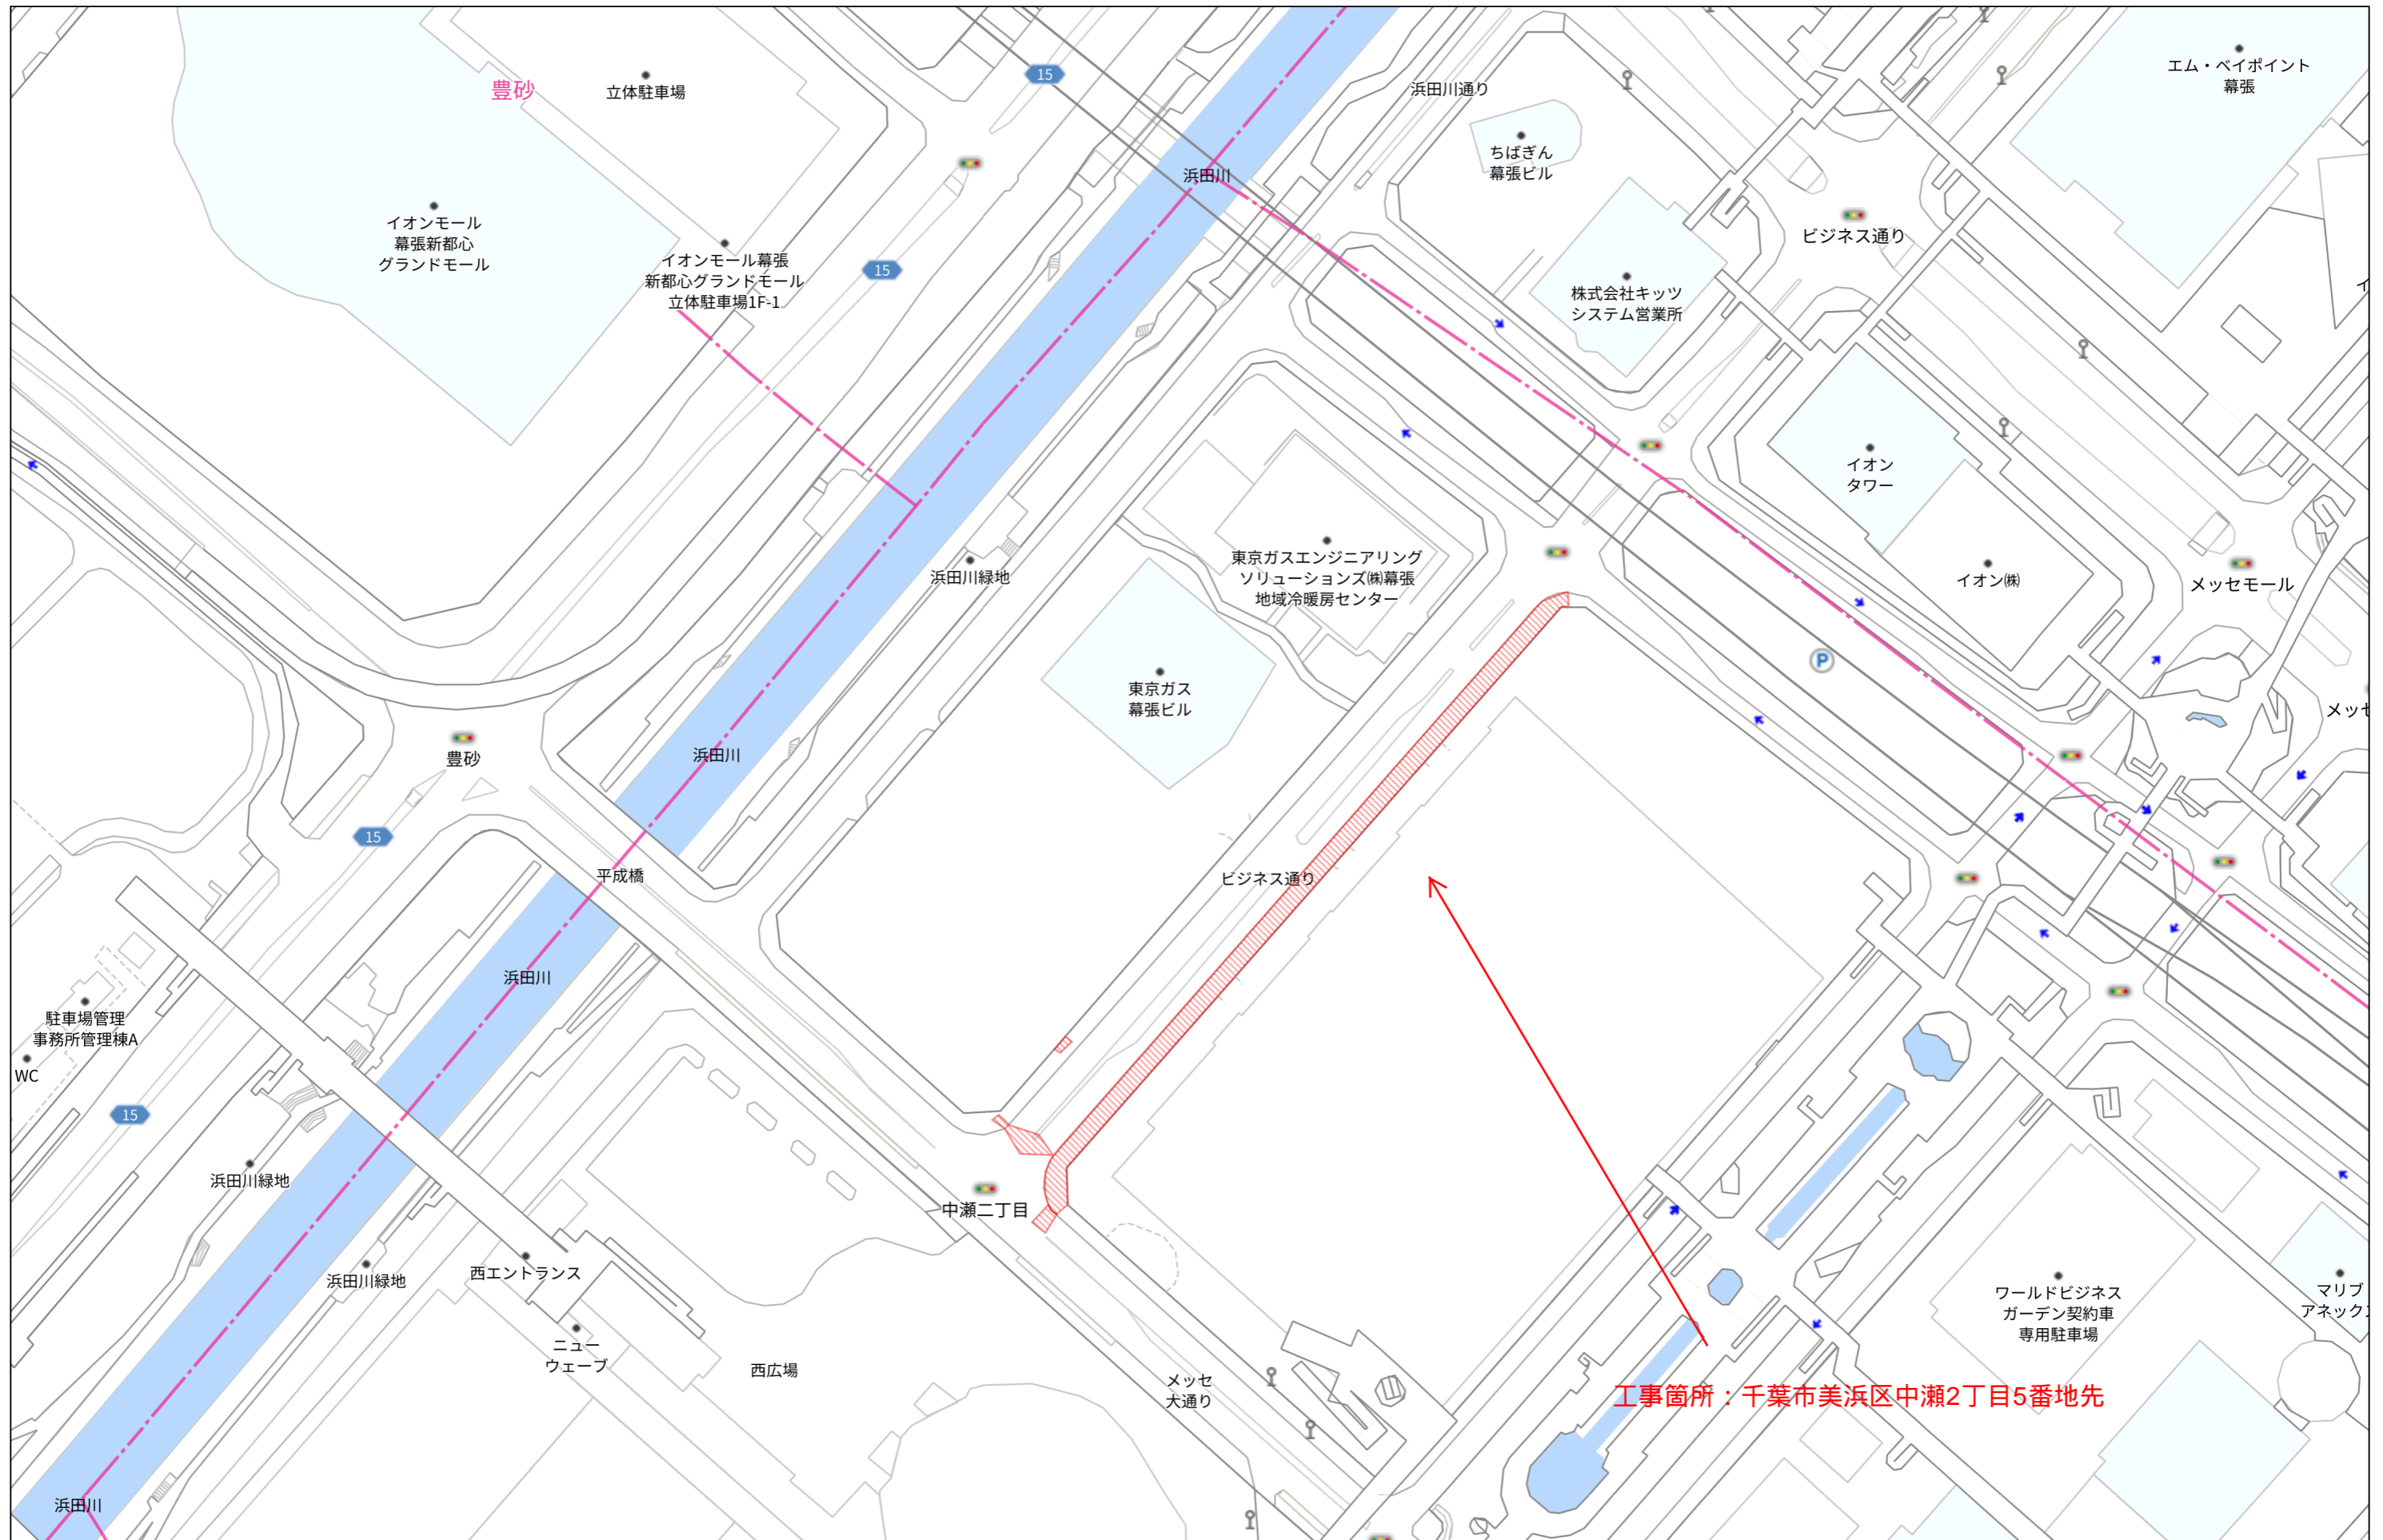 豊砂
立体駐車場
15
浜田川通り
エム・ベイポイント
幕張
ちばぎん
幕張ビル
浜田川
イオンモール
幕張新都心
グランドモール
イオンモール幕張
新都心グランドモール
立体駐車場1F-1
15
ビジネス通り
株式会社キッツ
システム営業所
イ
イオン
タワー
イオン㈱
メッセモール
東京ガスエンジニアリング
ソリューションズ㈱幕張
地域冷暖房センター
浜田川緑地
P
東京ガス
幕張ビル
メッセ
浜田川
豊砂
15
平成橋
ビジネス通り
浜田川
駐車場管理
事務所管理棟A
WC
15
浜田川緑地
中瀬二丁目
浜田川緑地
西エントランス
ニュー
ウェーブ
西広場
メッセ
大通り
ワールドビジネス
ガーデン契約車
専用駐車場
マリブ
アネックス
工事箇所：千葉市美浜区中瀬2丁目5番地先
浜田川